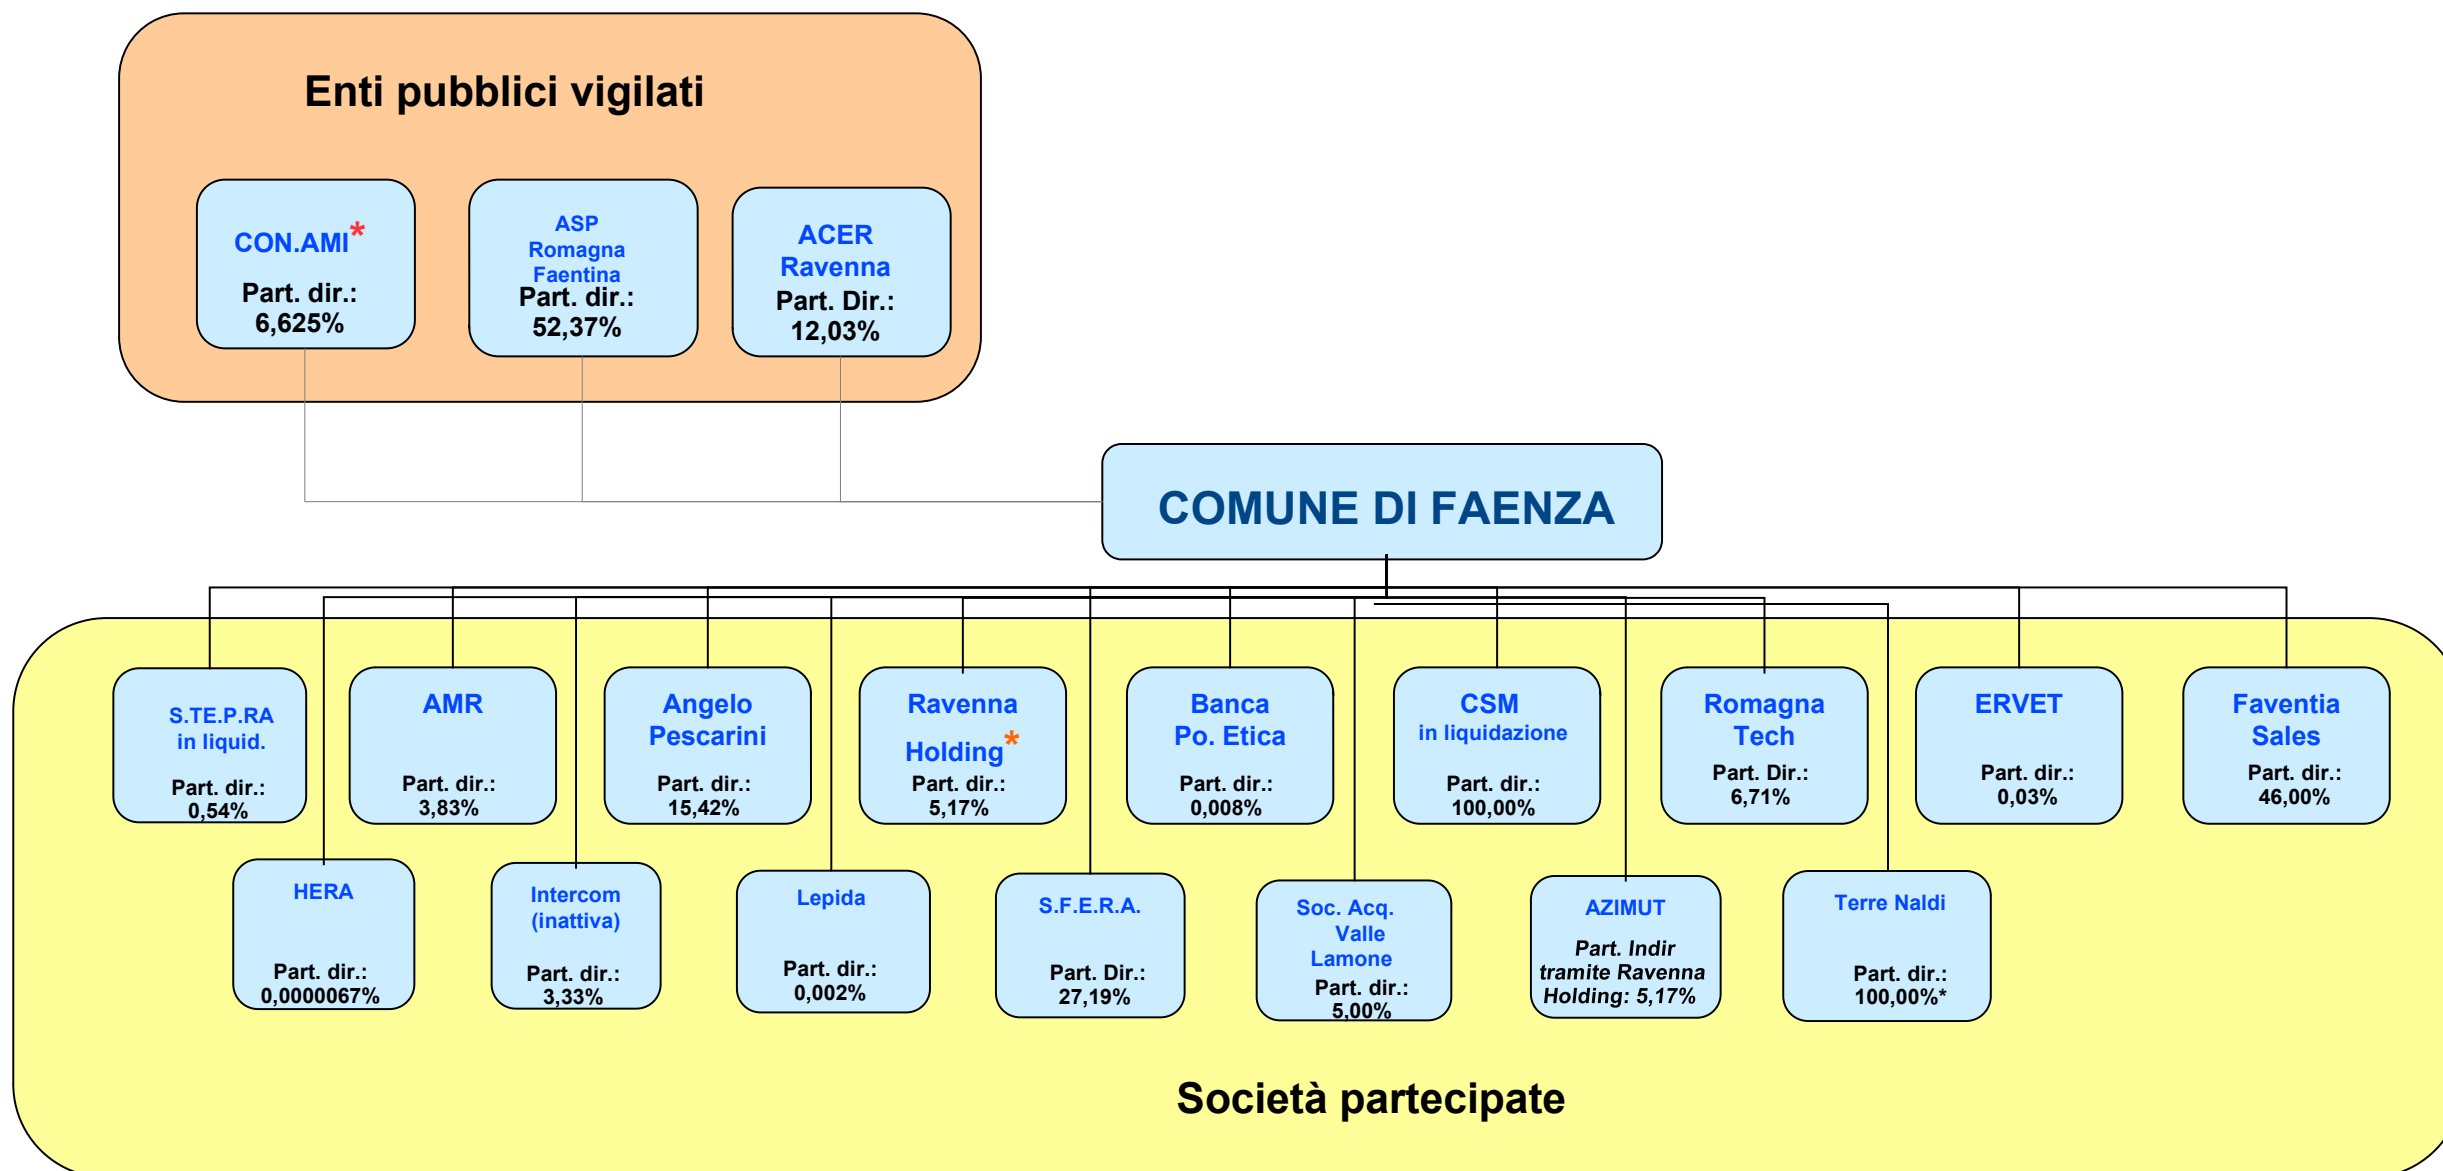 Enti pubblici vigilati
CON.AMI*
Part. dir.:
6,625%
ASP
Romagna
Faentina
Part. dir.:
52,37%
ACER
Ravenna
Part. Dir.:
12,03%
COMUNE DI FAENZA
S.TE.P.RA
in liquid.
Part. dir.:
0,54%
AMR
Part. dir.:
3,83%
Angelo
Pescarini
Part. dir.:
15,42%
Ravenna
Holding*
Part. dir.:
5,17%
Banca
Po. Etica
Part. dir.:
0,008%
CSM
in liquidazione
Part. dir.:
100,00%
Romagna
Tech
Part. Dir.:
6,71%
ERVET
Part. dir.:
0,03%
Faventia
Sales
Part. dir.:
46,00%
HERA
Part. dir.:
0,0000067%
Intercom
(inattiva)
Part. dir.:
3,33%
Lepida
Part. dir.:
0,002%
S.F.E.R.A.
Part. Dir.:
27,19%
Soc. Acq.
Valle
Lamone
Part. dir.:
5,00%
AZIMUT
Part. Indir
tramite Ravenna
Holding: 5,17%
Terre Naldi
Part. dir.:
100,00%*
Società partecipate